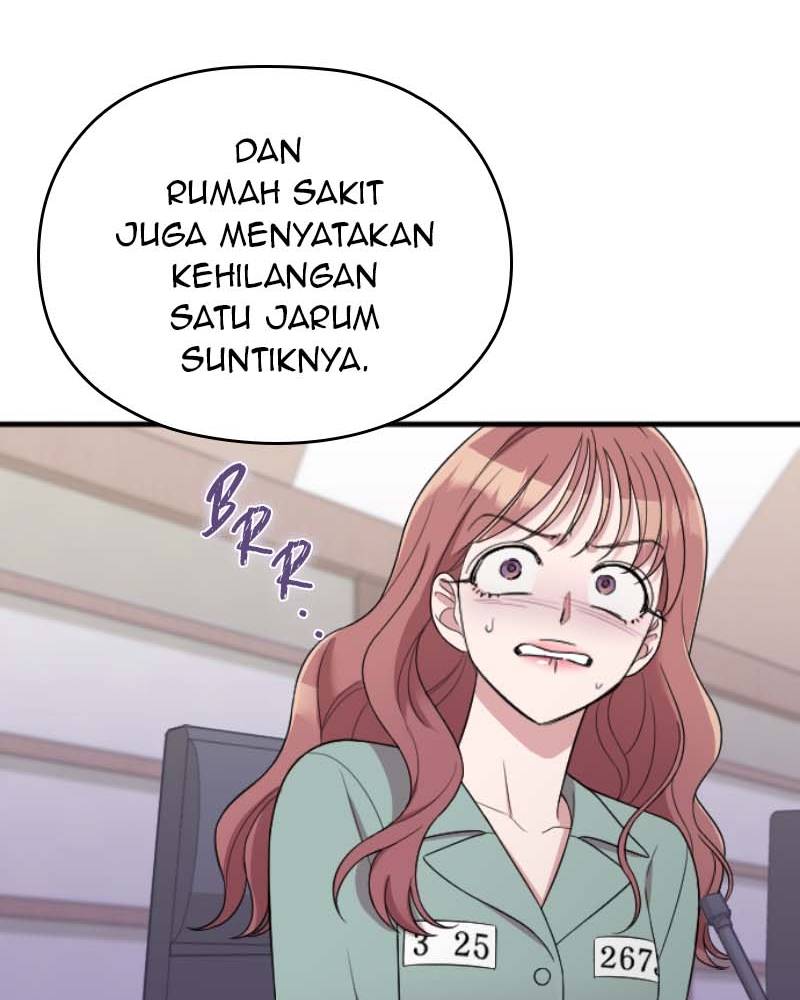 DAN
RUMAH SAKIT
JUGA MENYATAKAN
KEHILANGAN
SATU JARUM
SUNTIKNYA.
BRR...
3 25
267